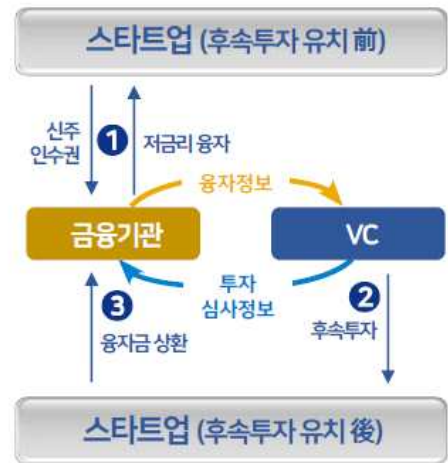 스타트업 (후속투자 유치 前)
신주
인수권
1
저금리 융자
융자정보
금융기관
VC
투자
심사정보
3
융자금 상환
2
후속투자
스타트업 (후속투자 유치 後)